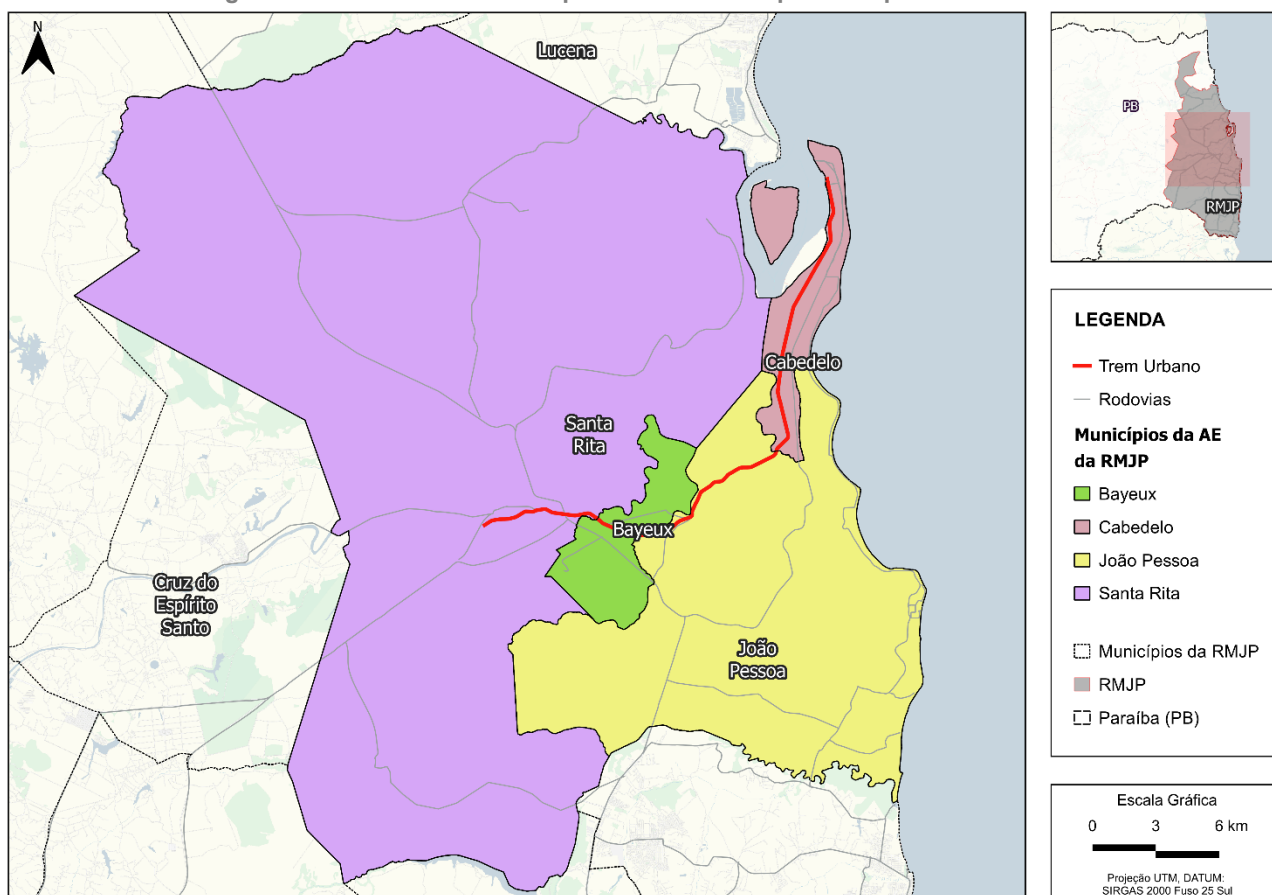 N
Lucena
Cabedelo
Santa
Rita
Bayeux
Cruz do
Espírito
Santo
João
Pessoa
PB
RMJP
LEGENDA
Trem Urbano
Rodovias
Municípios da AE
da RMJP
Bayeux
Cabedelo
João Pessoa
Santa Rita
Municípios da RMJP
RMJP
Paraíba (PB)
Escala Gráfica
0 3 6 km
Projeção UTM, DATUM:
SIRGAS 2000 Fuso 25 Sul